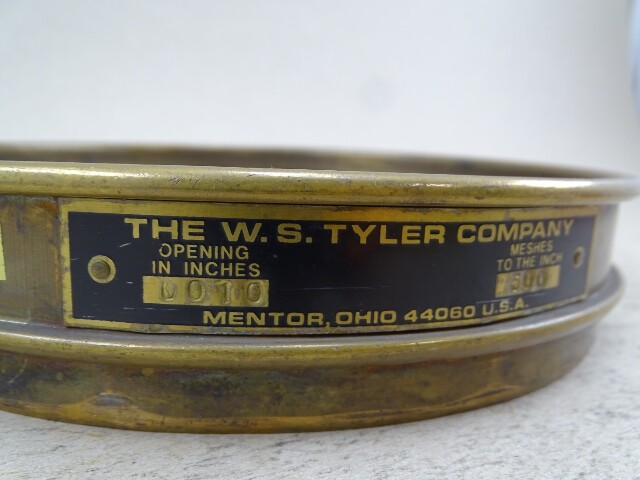 THE W. S. TYLER COMPANY
OPENING
IN INCHES
MESHES
TO THE INCH
0010
MENTOR, OHIO 44060 U.S.A.